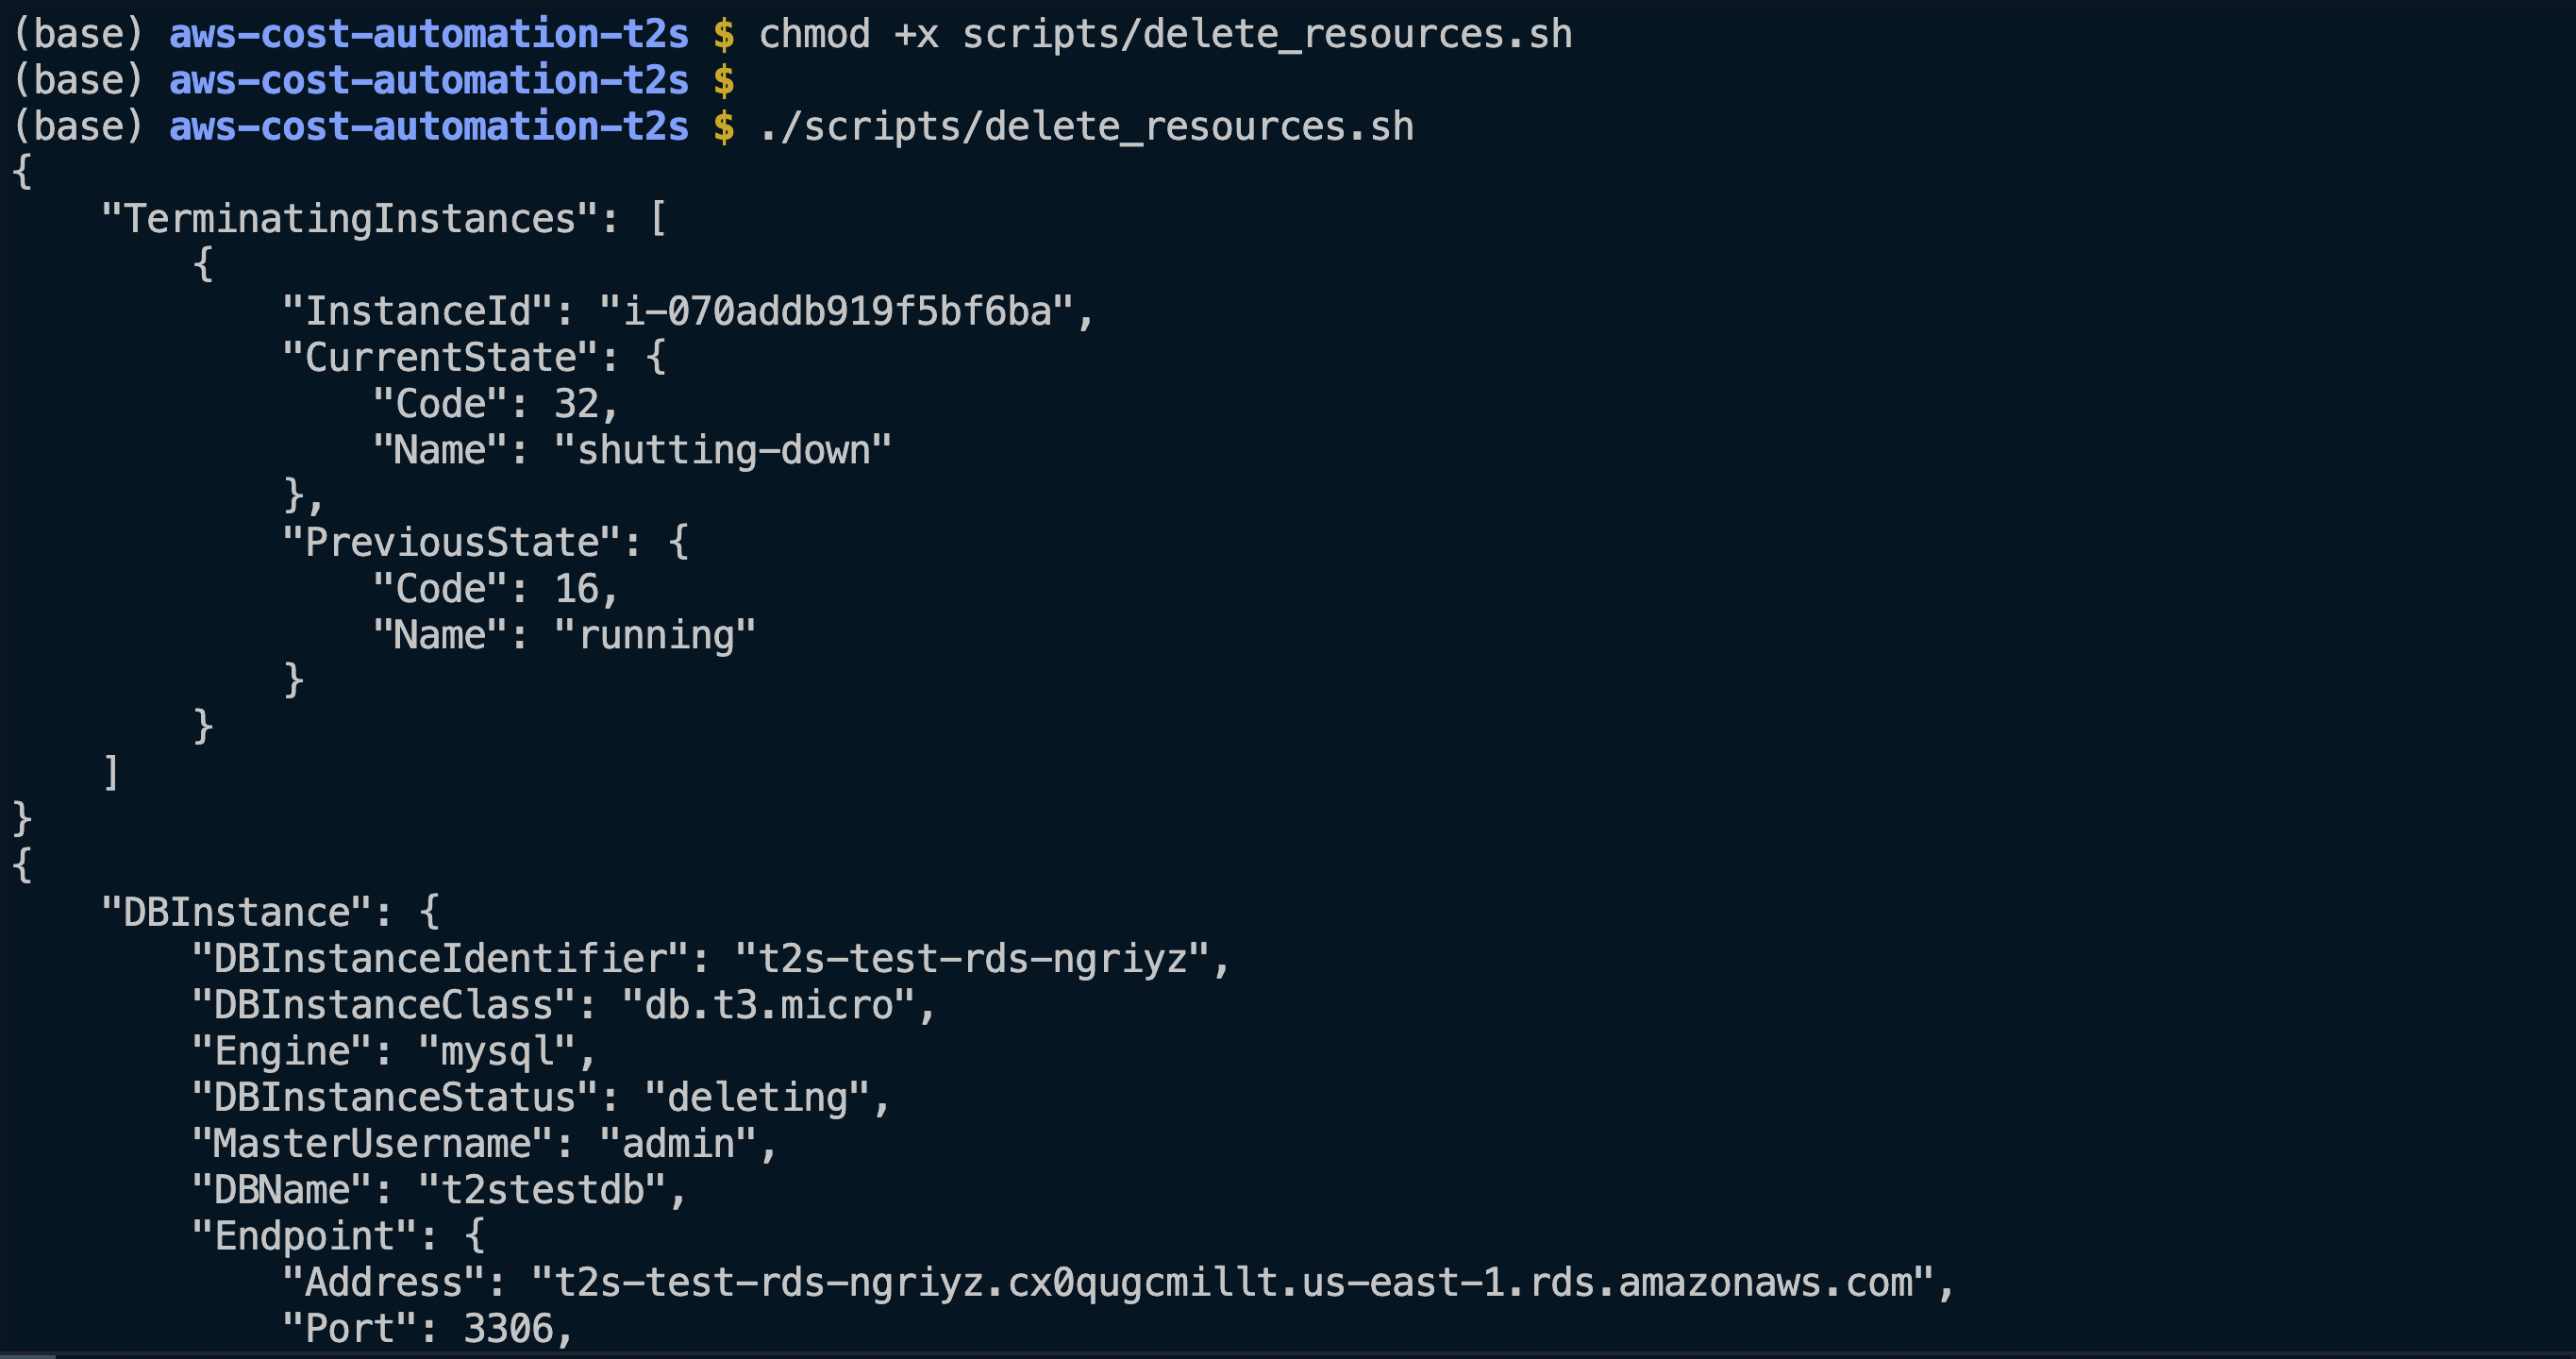 (base) aws-cost-automation-t2s $ chmod +x scripts/delete_resources.sh
(base) aws-cost-automation-t2s $
(base) aws-cost-automation-t2s $ ./scripts/delete_resources.sh
{
    "TerminatingInstances": [
        {
            "InstanceId": "i-070addb919f5bf6ba",
            "CurrentState": {
                "Code": 32,
                "Name": "shutting-down"
            },
            "PreviousState": {
                "Code": 16,
                "Name": "running"
            }
        }
    ]
}
{
    "DBInstance": {
        "DBInstanceIdentifier": "t2s-test-rds-ngriyz",
        "DBInstanceClass": "db.t3.micro",
        "Engine": "mysql",
        "DBInstanceStatus": "deleting",
        "MasterUsername": "admin",
        "DBName": "t2stestdb",
        "Endpoint": {
            "Address": "t2s-test-rds-ngriyz.cx0qugcmillt.us-east-1.rds.amazonaws.com",
            "Port": 3306,